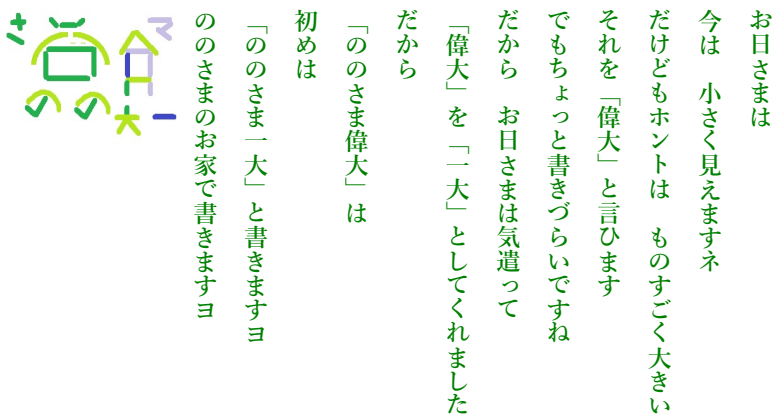 お日さまは
今は　小さく見えますネ
だけどもホントは　ものすごく大きい
それを「偉大」と言ひます
でもちょっと書きづらいですね
だから　お日さまは気遣って
「偉大」を「一大」としてくれました
だから
「ののさま偉大」は
初めは
「ののさま一大」と書きますヨ
ののさまのお家で書きますヨ